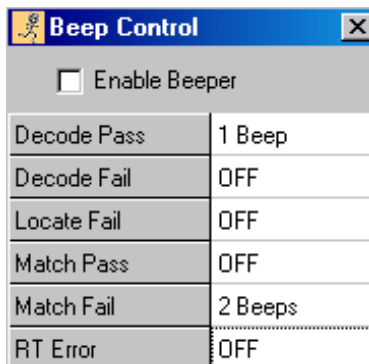 Beep Control
Enable Beeper
Decode Pass 1 Beep
Decode Fail OFF
Locate Fail OFF
Match Pass OFF
Match Fail 2 Beeps
RT Error OFF